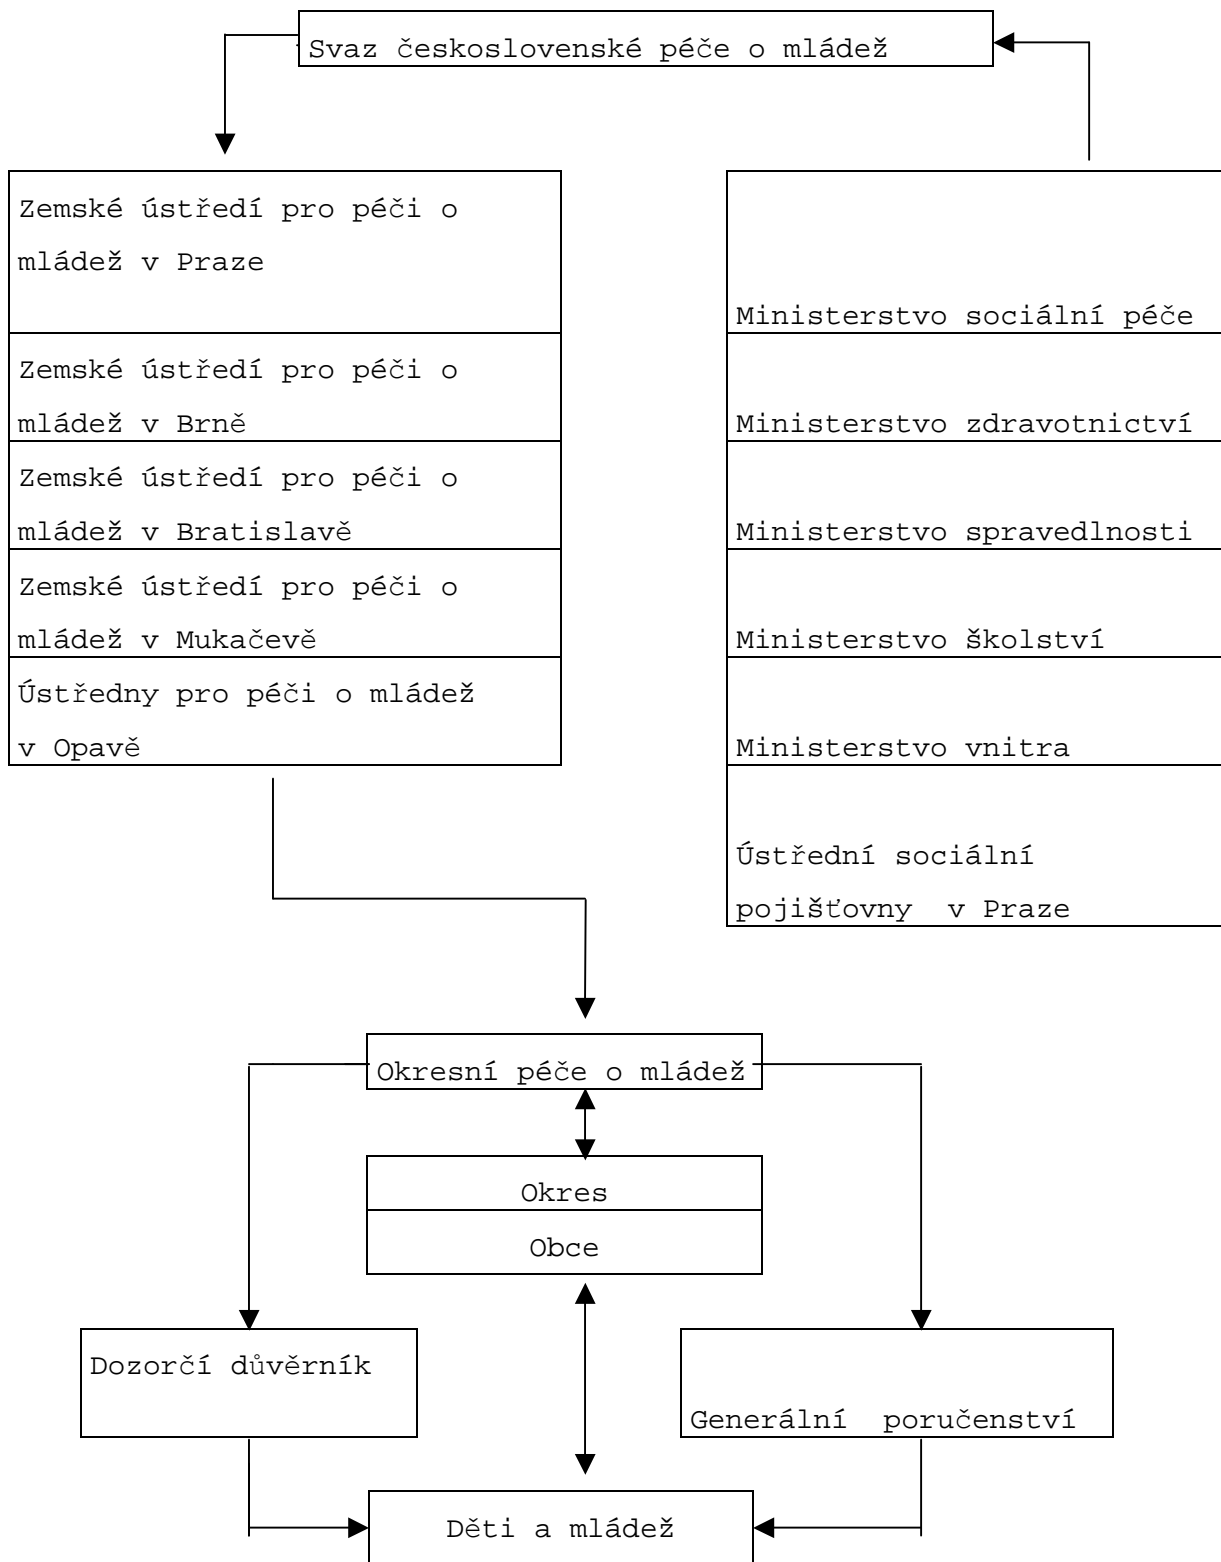 Svaz československé péče o mládež
Zemské ústředí pro péči o
mládež v Praze
Zemské ústředí pro péči o
mládež v Brně
Zemské ústředí pro péči o
mládež v Bratislavě
Zemské ústředí pro péči o
mládež v Mukačevě
Ústředny pro péči o mládež
v Opavě
Ministerstvo sociální péče
Ministerstvo zdravotnictví
Ministerstvo spravedlnosti
Ministerstvo školství
Ministerstvo vnitra
Ústřední sociální
pojišťovny v Praze
Okresní péče o mládež
Okres
Obce
Dozorčí důvěrník
Generální poručenství
Děti a mládež